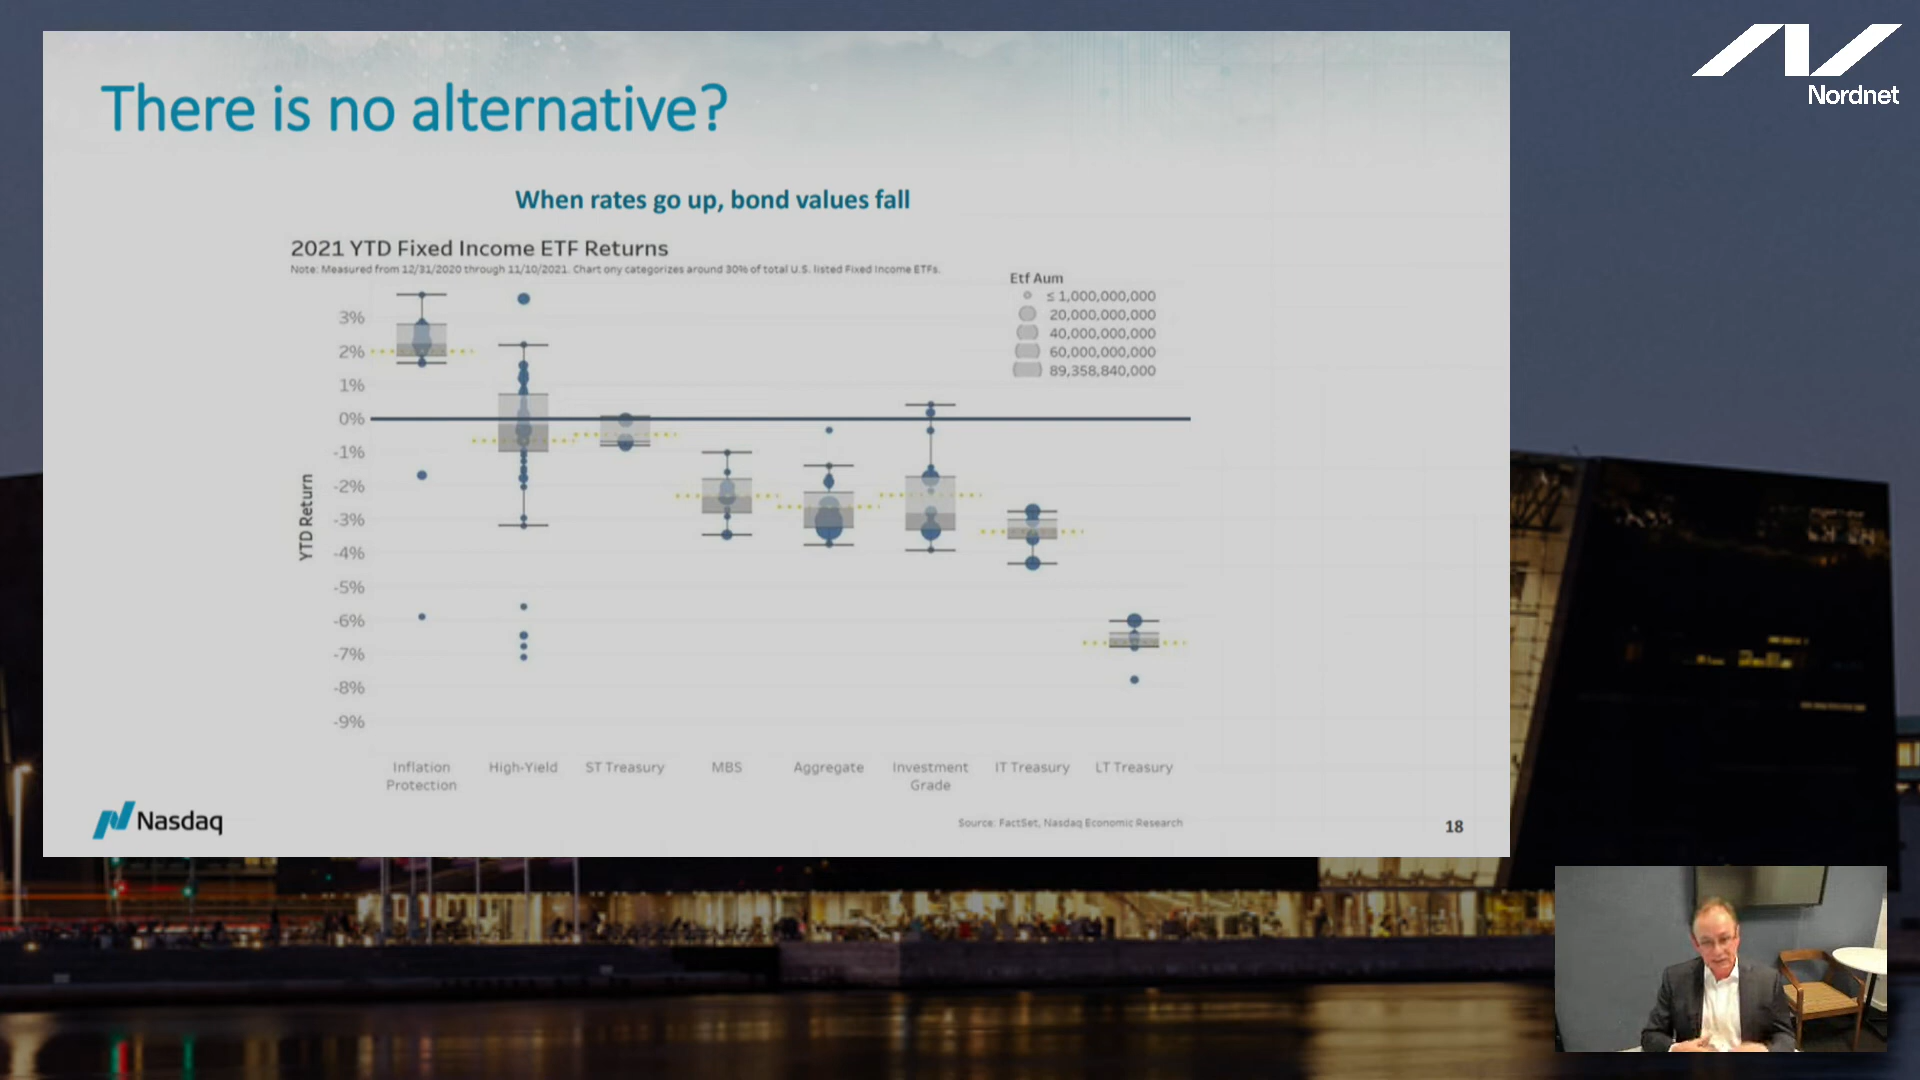 Nordnet
There is no alternative?
When rates go up, bond values fall
2021 YTD Fixed Income ETF Returns
Note: Measured from 12/31/2020 through 11/10/2021. Chart ony categorizes around 30% of total U.S. listed Fixed Income ETFs.
Etf Aum
≤ 1,000,000,000
20,000,000,000
40,000,000,000
60,000,000,000
89,358,840,000
YTD Return
3%
2%
1%
0%
-1%
-2%
-3%
-4%
-5%
-6%
-7%
-8%
-9%
Inflation
Protection
High-Yield
ST Treasury
MBS
Aggregate
Investment
Grade
IT Treasury
LT Treasury
Source: FactSet, Nasdaq Economic Research
Nasdaq
18